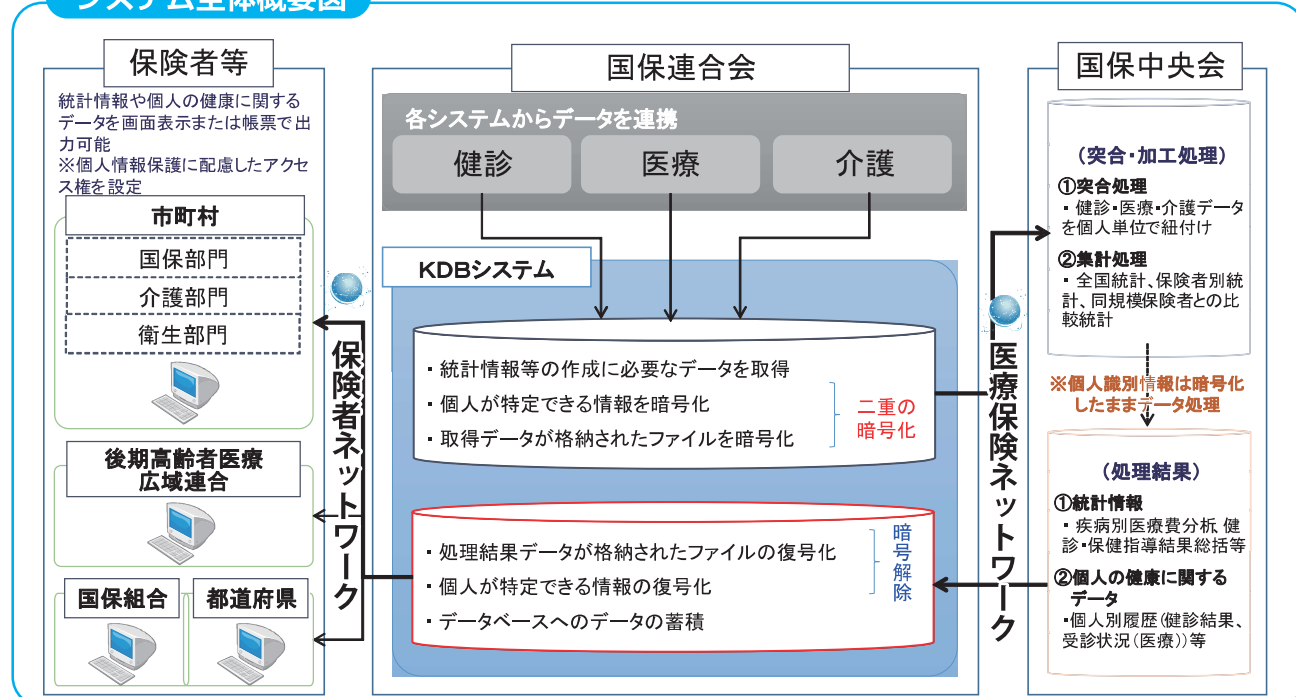 システム全体概要図
保険者等
統計情報や個人の健康に関する
データを画面表示または帳票で出
力可能
※個人情報保護に配慮したアクセ
ス権を設定
市町村
国保部門
介護部門
衛生部門
後期高齢者医療
広域連合
国保組合
都道府県
保険者ネットワーク
国保連合会
各システムからデータを連携
健診
医療
介護
KDBシステム
・統計情報等の作成に必要なデータを取得
・個人が特定できる情報を暗号化
・取得データが格納されたファイルを暗号化
二重の
暗号化
・処理結果データが格納されたファイルの復号化
・個人が特定できる情報の復号化
・データベースへのデータの蓄積
暗号解除
医療保険ネットワーク
国保中央会
（突合・加工処理）
①突合処理
・健診・医療・介護データ
を個人単位で紐付け
②集計処理
・全国統計、保険者別統
計、同規模保険者との比
較統計
※個人識別情報は暗号化
したままデータ処理
（処理結果）
①統計情報
・疾病別医療費分析、健
診・保健指導結果総括等
②個人の健康に関する
データ
・個人別履歴（健診結果、
受診状況（医療））等